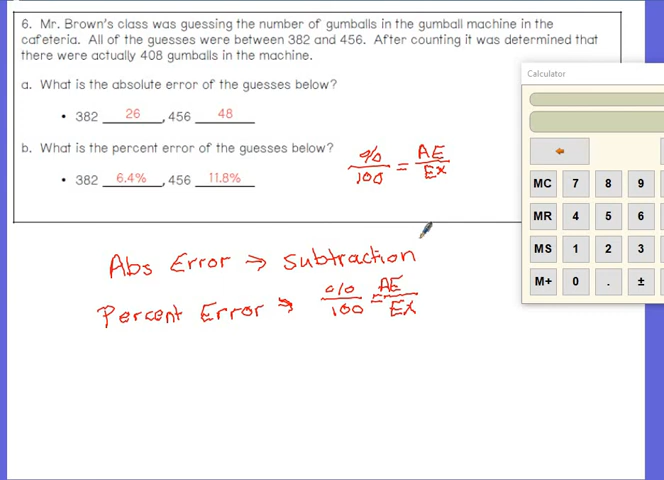 6. Mr. Brown's class was guessing the number of gumballs in the gumball machine in the
cafeteria. All of the guesses were between 382 and 456. After counting it was determined that
there were actually 408 gumballs in the machine.
Calculator
a. What is the absolute error of the guesses below?
• 382 26, 456 48
b. What is the percent error of the guesses below?
% / 100 = AE / EX
• 382 6.4%, 456 11.8%
MC 7 8 9
MR 4 5 6
MS 1 2 3
M+ 0 . ±
Abs Error → Subtraction
Percent Error → % / 100 = AE / EX